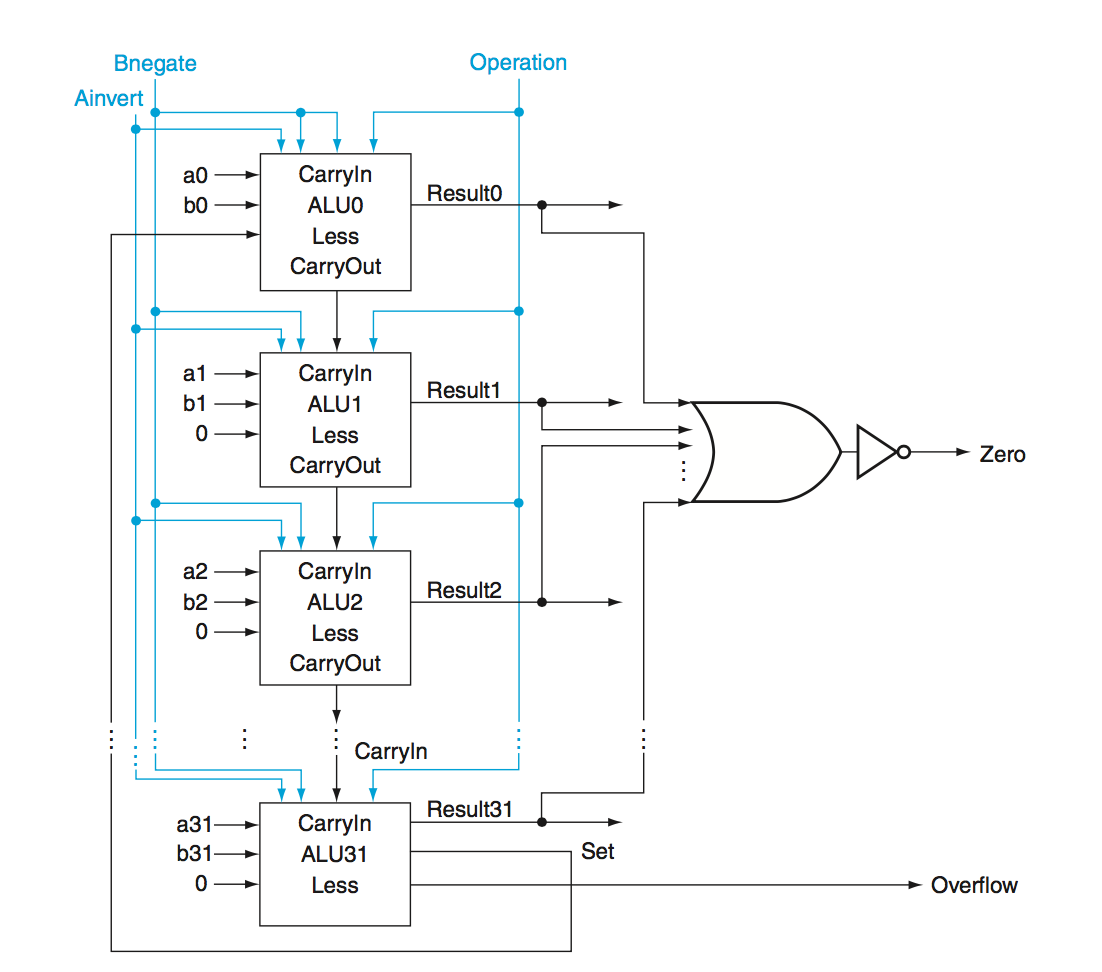 Bnegate
Operation
Ainvert
a0
CarryIn
Result0
b0
ALU0
Less
CarryOut
a1
CarryIn
Result1
b1
ALU1
0
Less
CarryOut
Zero
a2
CarryIn
Result2
b2
ALU2
0
Less
CarryOut
CarryIn
a31
CarryIn
Result31
b31
ALU31
Set
0
Less
Overflow